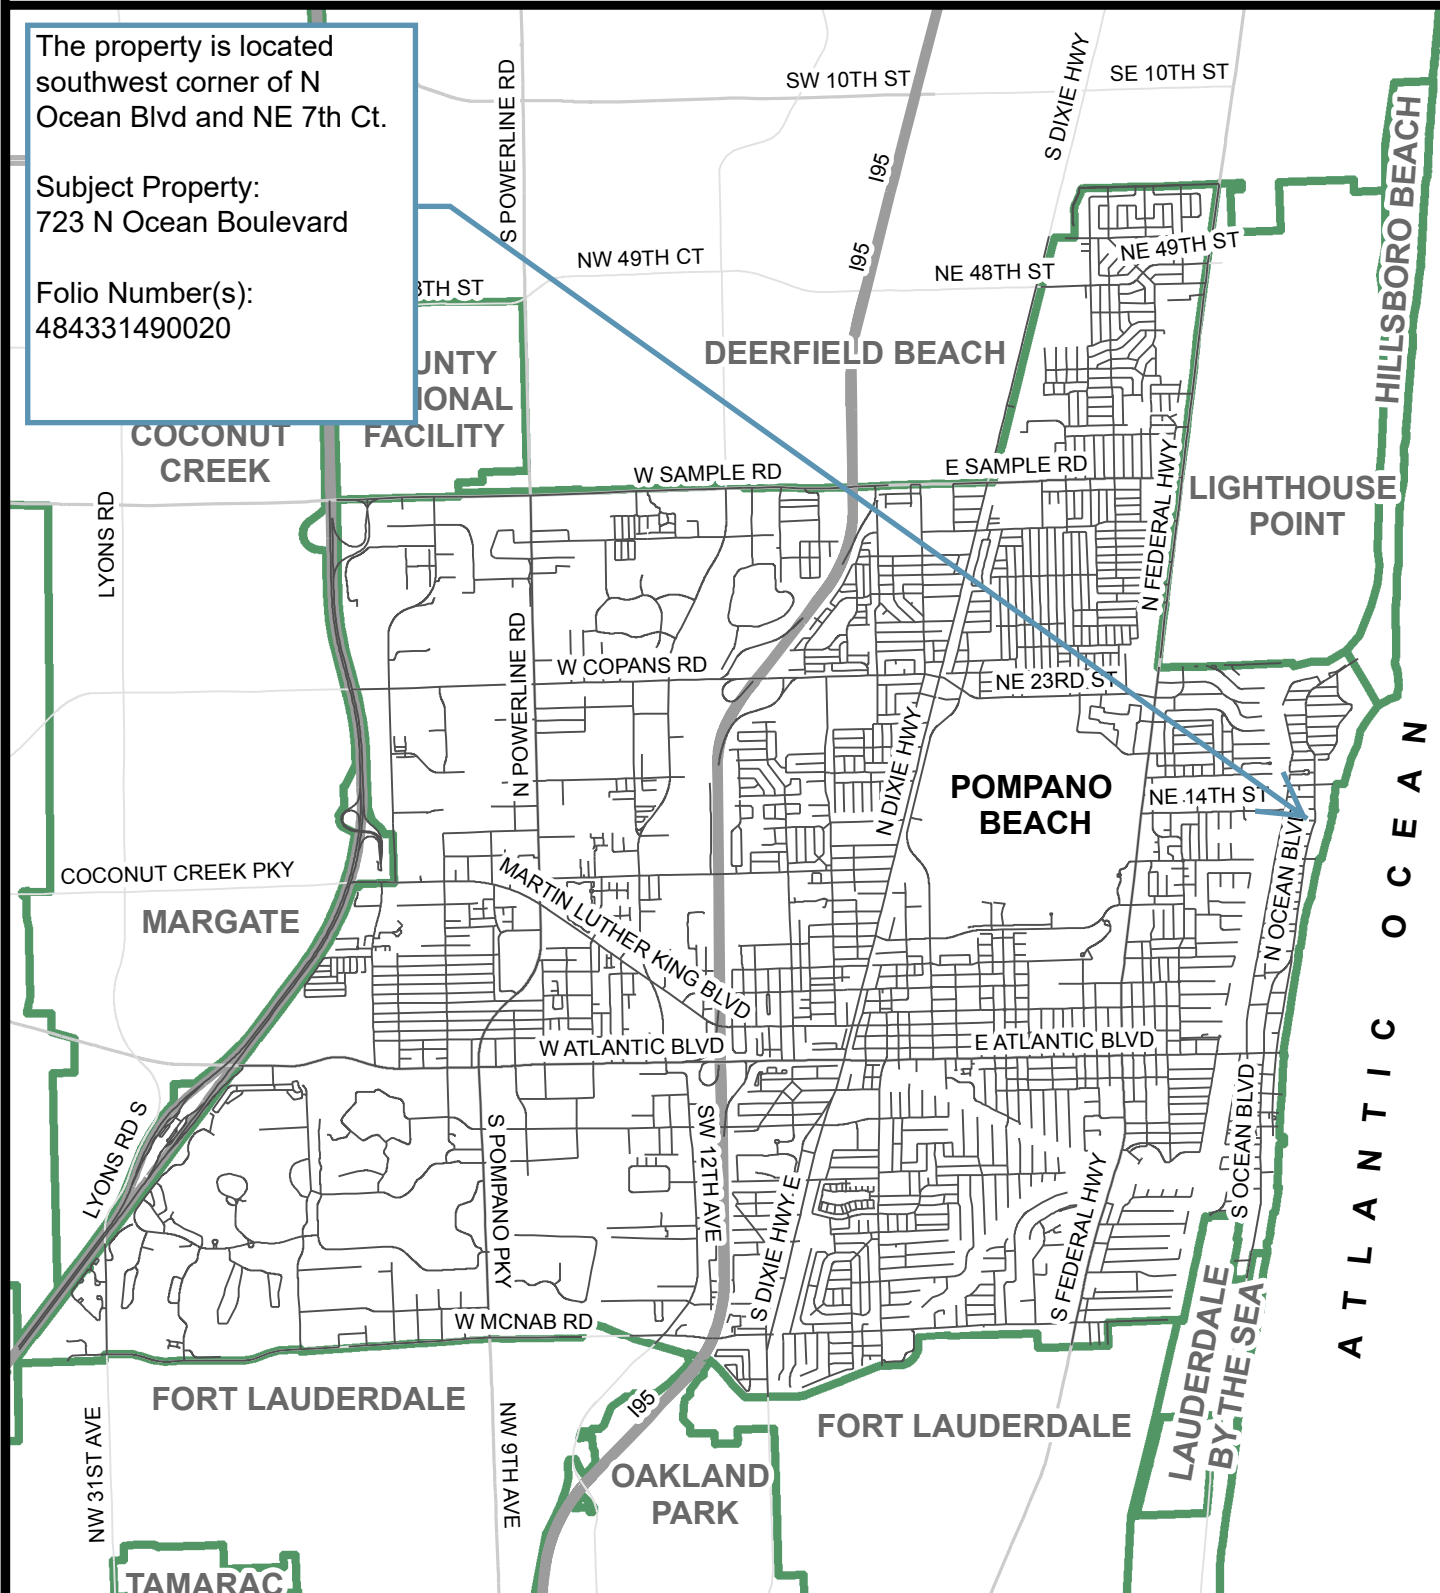 The property is located
southwest corner of N
Ocean Blvd and NE 7th Ct.
Subject Property:
723 N Ocean Boulevard
Folio Number(s):
484331490020
SW 10TH ST
SE 10TH ST
S DIXIE HWY
S POWERLINE RD
I95
HILLSBORO BEACH
NE 49TH ST
I95
NW 49TH CT
NE 48TH ST
8TH ST
DEERFIELD BEACH
UNTY
IONAL
FACILITY
COCONUT
CREEK
W SAMPLE RD
E SAMPLE RD
LIGHTHOUSE
POINT
LYONS RD
N FEDERAL HWY
N POWERLINE RD
W COPANS RD
NE 23RD ST
N DIXIE HWY
POMPANO
BEACH
NE 14TH ST
N OCEAN BLVD
ATLANTIC OCEAN
COCONUT CREEK PKY
MARTIN LUTHER KING BLVD
MARGATE
W ATLANTIC BLVD
E ATLANTIC BLVD
LYONS RD S
S POMPANO PKY
SW 12TH AVE
S DIXIE HWY E
S FEDERAL HWY
S OCEAN BLVD
W MCNAB RD
LAUDERDALE
BY THE SEA
FORT LAUDERDALE
I95
FORT LAUDERDALE
NW 31ST AVE
NW 9TH AVE
OAKLAND
PARK
TAMARAC